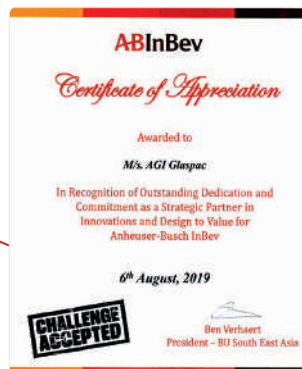 ABInBev
Certificate of Appreciation
Awarded to
M/s. AGI Glaspac
In Recognition of Outstanding Dedication and
Commitment as a Strategic Partner in
Innovations and Design to Value for
Anheuser-Busch InBev
6th August, 2019
CHALLENGE
ACCEPTED
Ben Verhaert
President – BU South East Asia